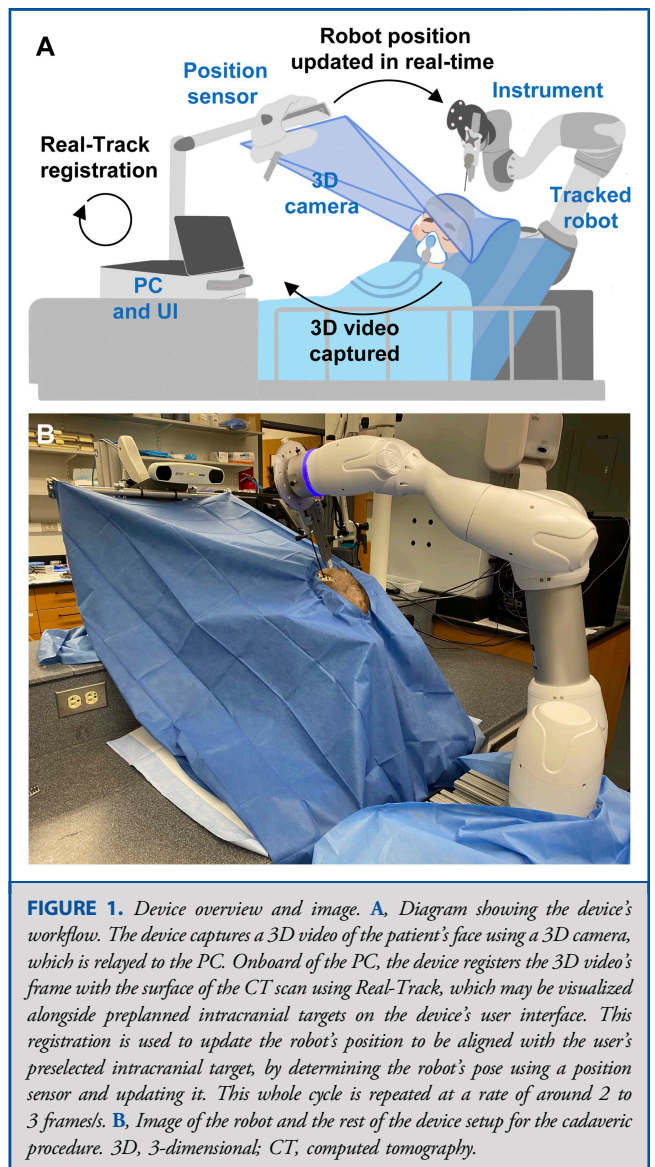 A
Robot position
updated in real-time
Position
sensor
Instrument
Real-Track
registration
3D
camera
Tracked
robot
PC
and UI
3D video
captured
B
FIGURE 1. Device overview and image. A, Diagram showing the device's
workflow. The device captures a 3D video of the patient's face using a 3D camera,
which is relayed to the PC. Onboard of the PC, the device registers the 3D video's
frame with the surface of the CT scan using Real-Track, which may be visualized
alongside preplanned intracranial targets on the device's user interface. This
registration is used to update the robot's position to be aligned with the user's
preselected intracranial target, by determining the robot's pose using a position
sensor and updating it. This whole cycle is repeated at a rate of around 2 to
3 frames/s. B, Image of the robot and the rest of the device setup for the cadaveric
procedure. 3D, 3-dimensional; CT, computed tomography.